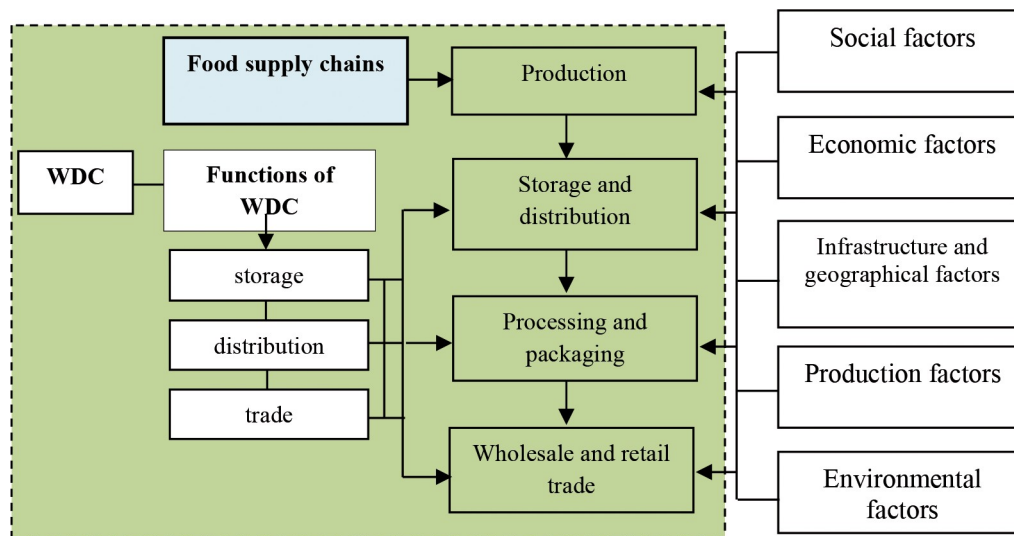 Food supply chains
Production
WDC
Functions of
WDC
Storage and
distribution
storage
distribution
trade
Processing and
packaging
Wholesale and retail
trade
Social factors
Economic factors
Infrastructure and
geographical factors
Production factors
Environmental
factors